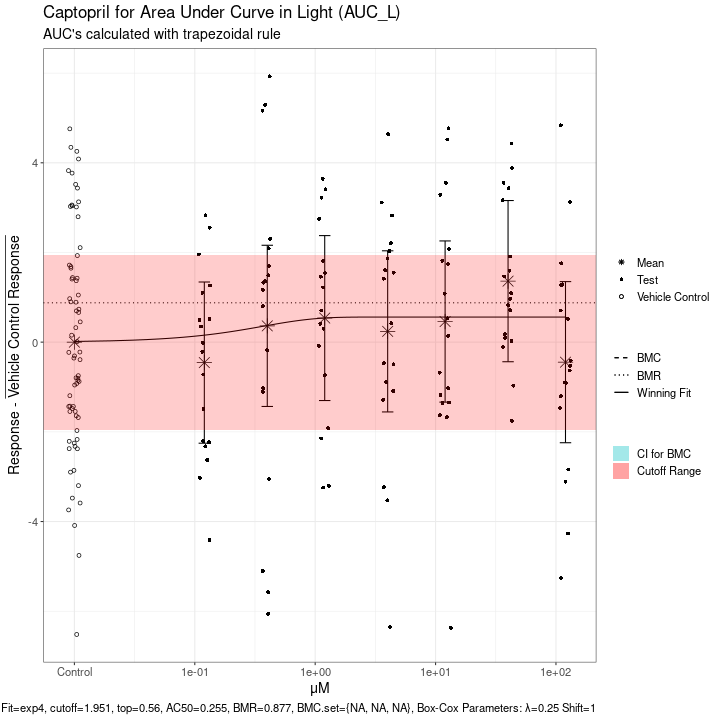 Captopril for Area Under Curve in Light (AUC_L)
AUC's calculated with trapezoidal rule
Response - Vehicle Control Response
4
0
-4
Control
1e-01
1e+00
1e+01
1e+02
μM
Mean
Test
Vehicle Control
BMC
BMR
Winning Fit
CI for BMC
Cutoff Range
Fit=exp4, cutoff=1.951, top=0.56, AC50=0.255, BMR=0.877, BMC.set={NA, NA, NA}, Box-Cox Parameters: λ=0.25 Shift=1